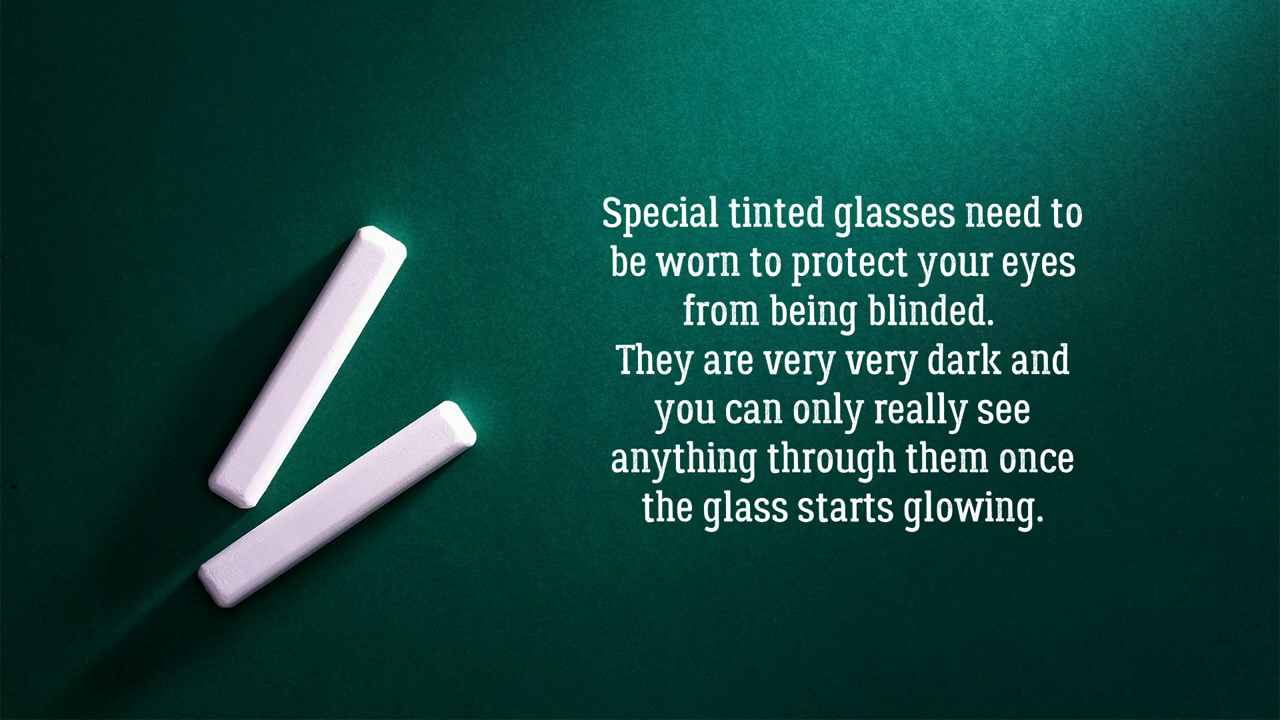 Special tinted glasses need to
be worn to protect your eyes
from being blinded.
They are very very dark and
you can only really see
anything through them once
the glass starts glowing.